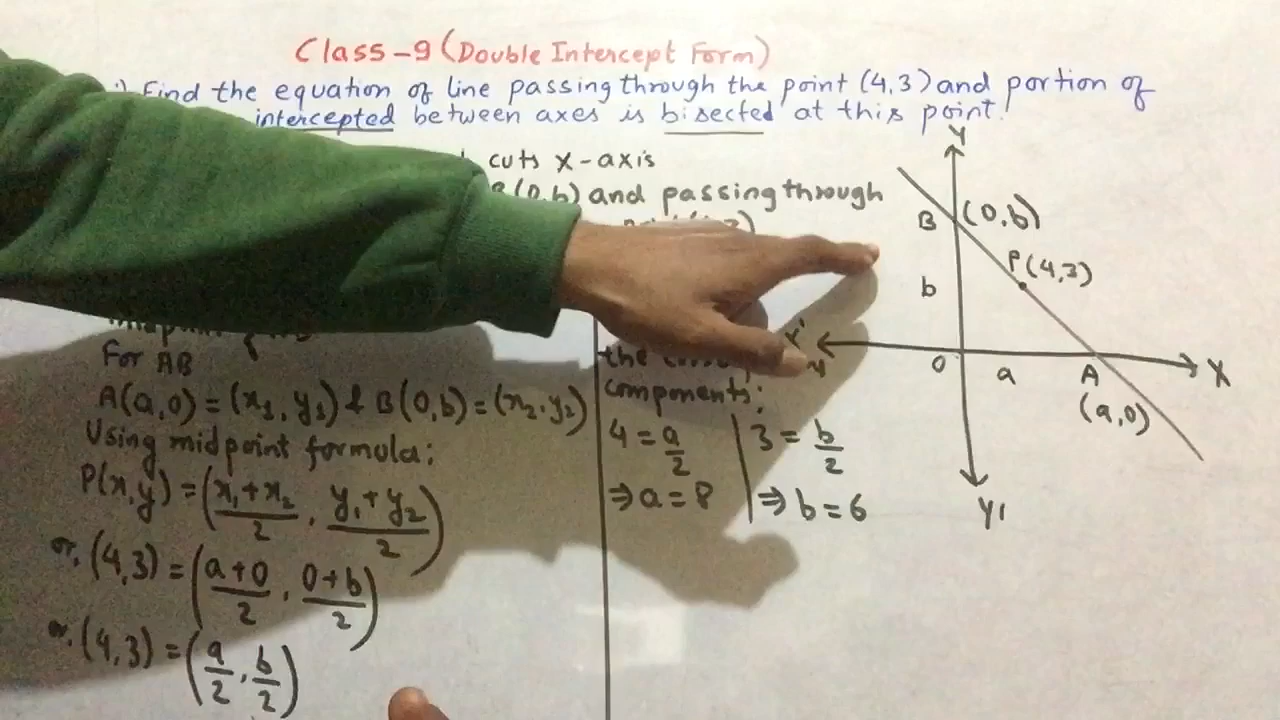 Class-9 (Double Intercept Form)
Find the equation of line passing through the point (4,3) and portion of
intercepted between axes is bisected at this point.
cuts X-axis
B(0,b) and passing through
For AB
A(a,0) = (x₁, y₁) & B(0,b) = (x₂, y₂)
Using midpoint formula:
P(x,y) = (x₁+x₂/2, y₁+y₂/2)
or, (4,3) = (a+0/2, 0+b/2)
or, (4,3) = (a/2, b/2)
the
components:
4 = a/2
⇒ a = 8
3 = b/2
⇒ b = 6
Y
B (0,b)
P(4,3)
b
X'
O a A X
(a,0)
Y'